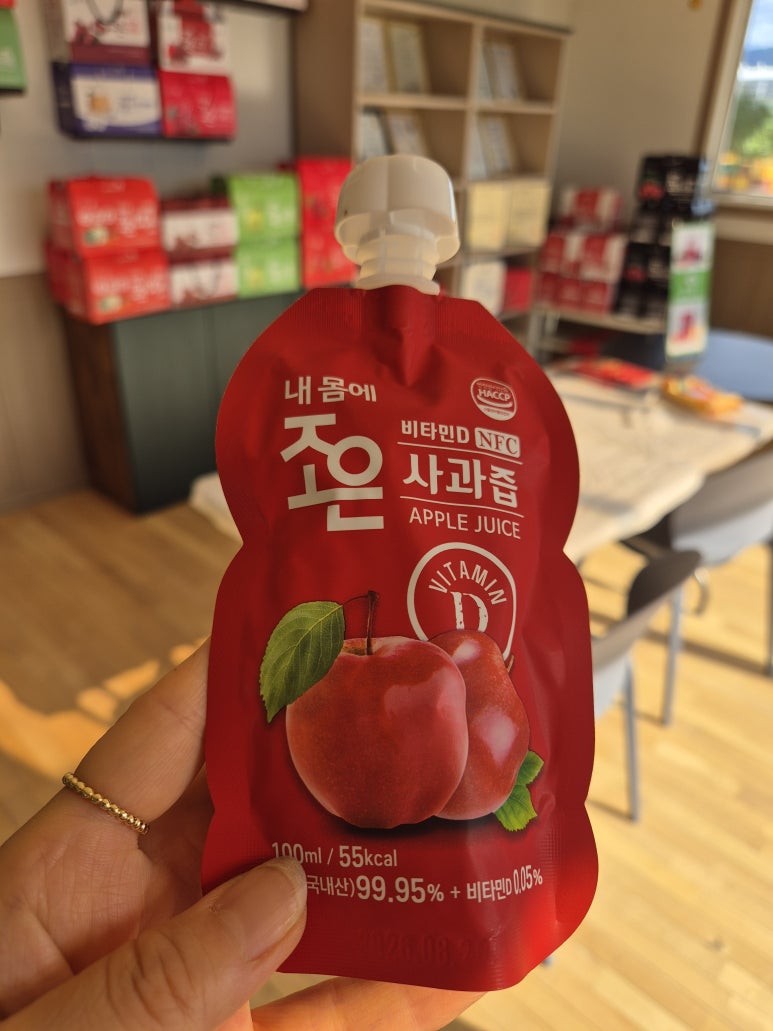 내 몸에
조은
HACCP
비타민D NFC
사과즙
APPLE JUICE
VITAMIN
D
100ml / 55kcal
국내산)99.95% + 비타민D 0.05%